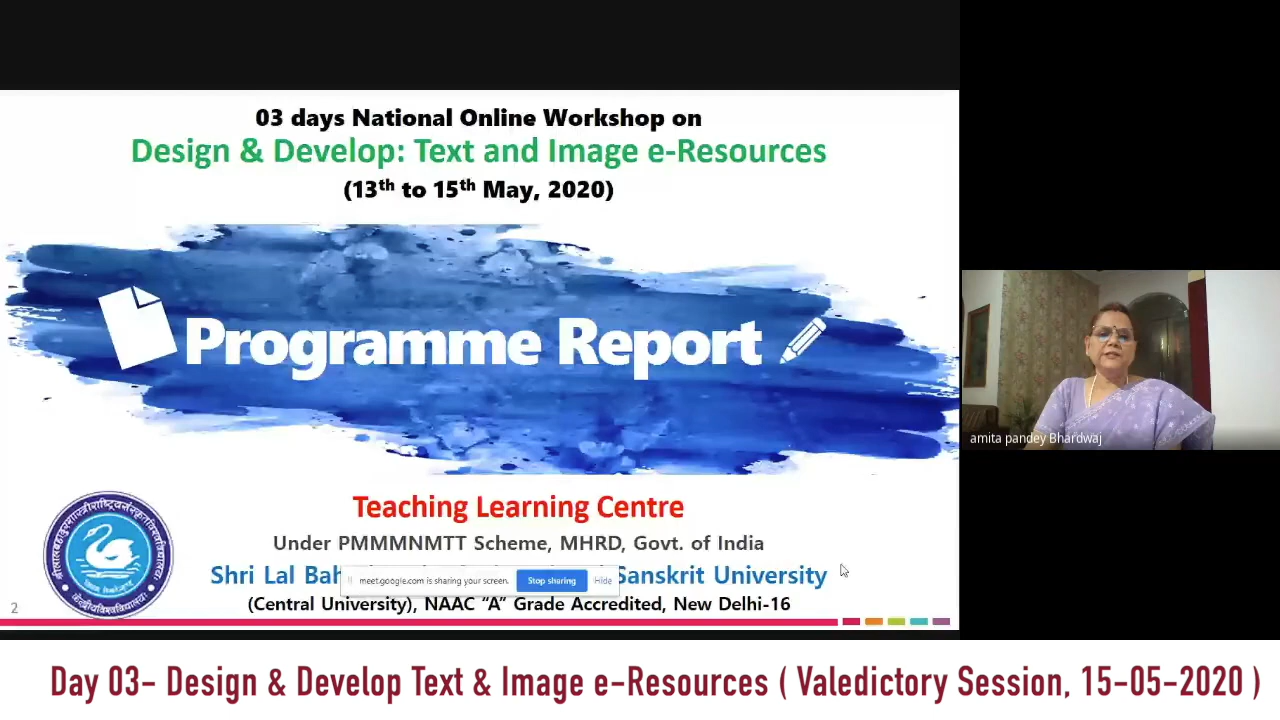 03 days National Online Workshop on
Design & Develop: Text and Image e-Resources
(13th to 15th May, 2020)
Programme Report
Teaching Learning Centre
Under PMMMNMTT Scheme, MHRD, Govt. of India
Shri Lal Bah Sanskrit University
meet.google.com is sharing your screen. Stop sharing Hide
(Central University), NAAC “A” Grade Accredited, New Delhi-16
2
amita pandey Bhardwaj
Day 03- Design & Develop Text & Image e-Resources ( Valedictory Session, 15-05-2020 )